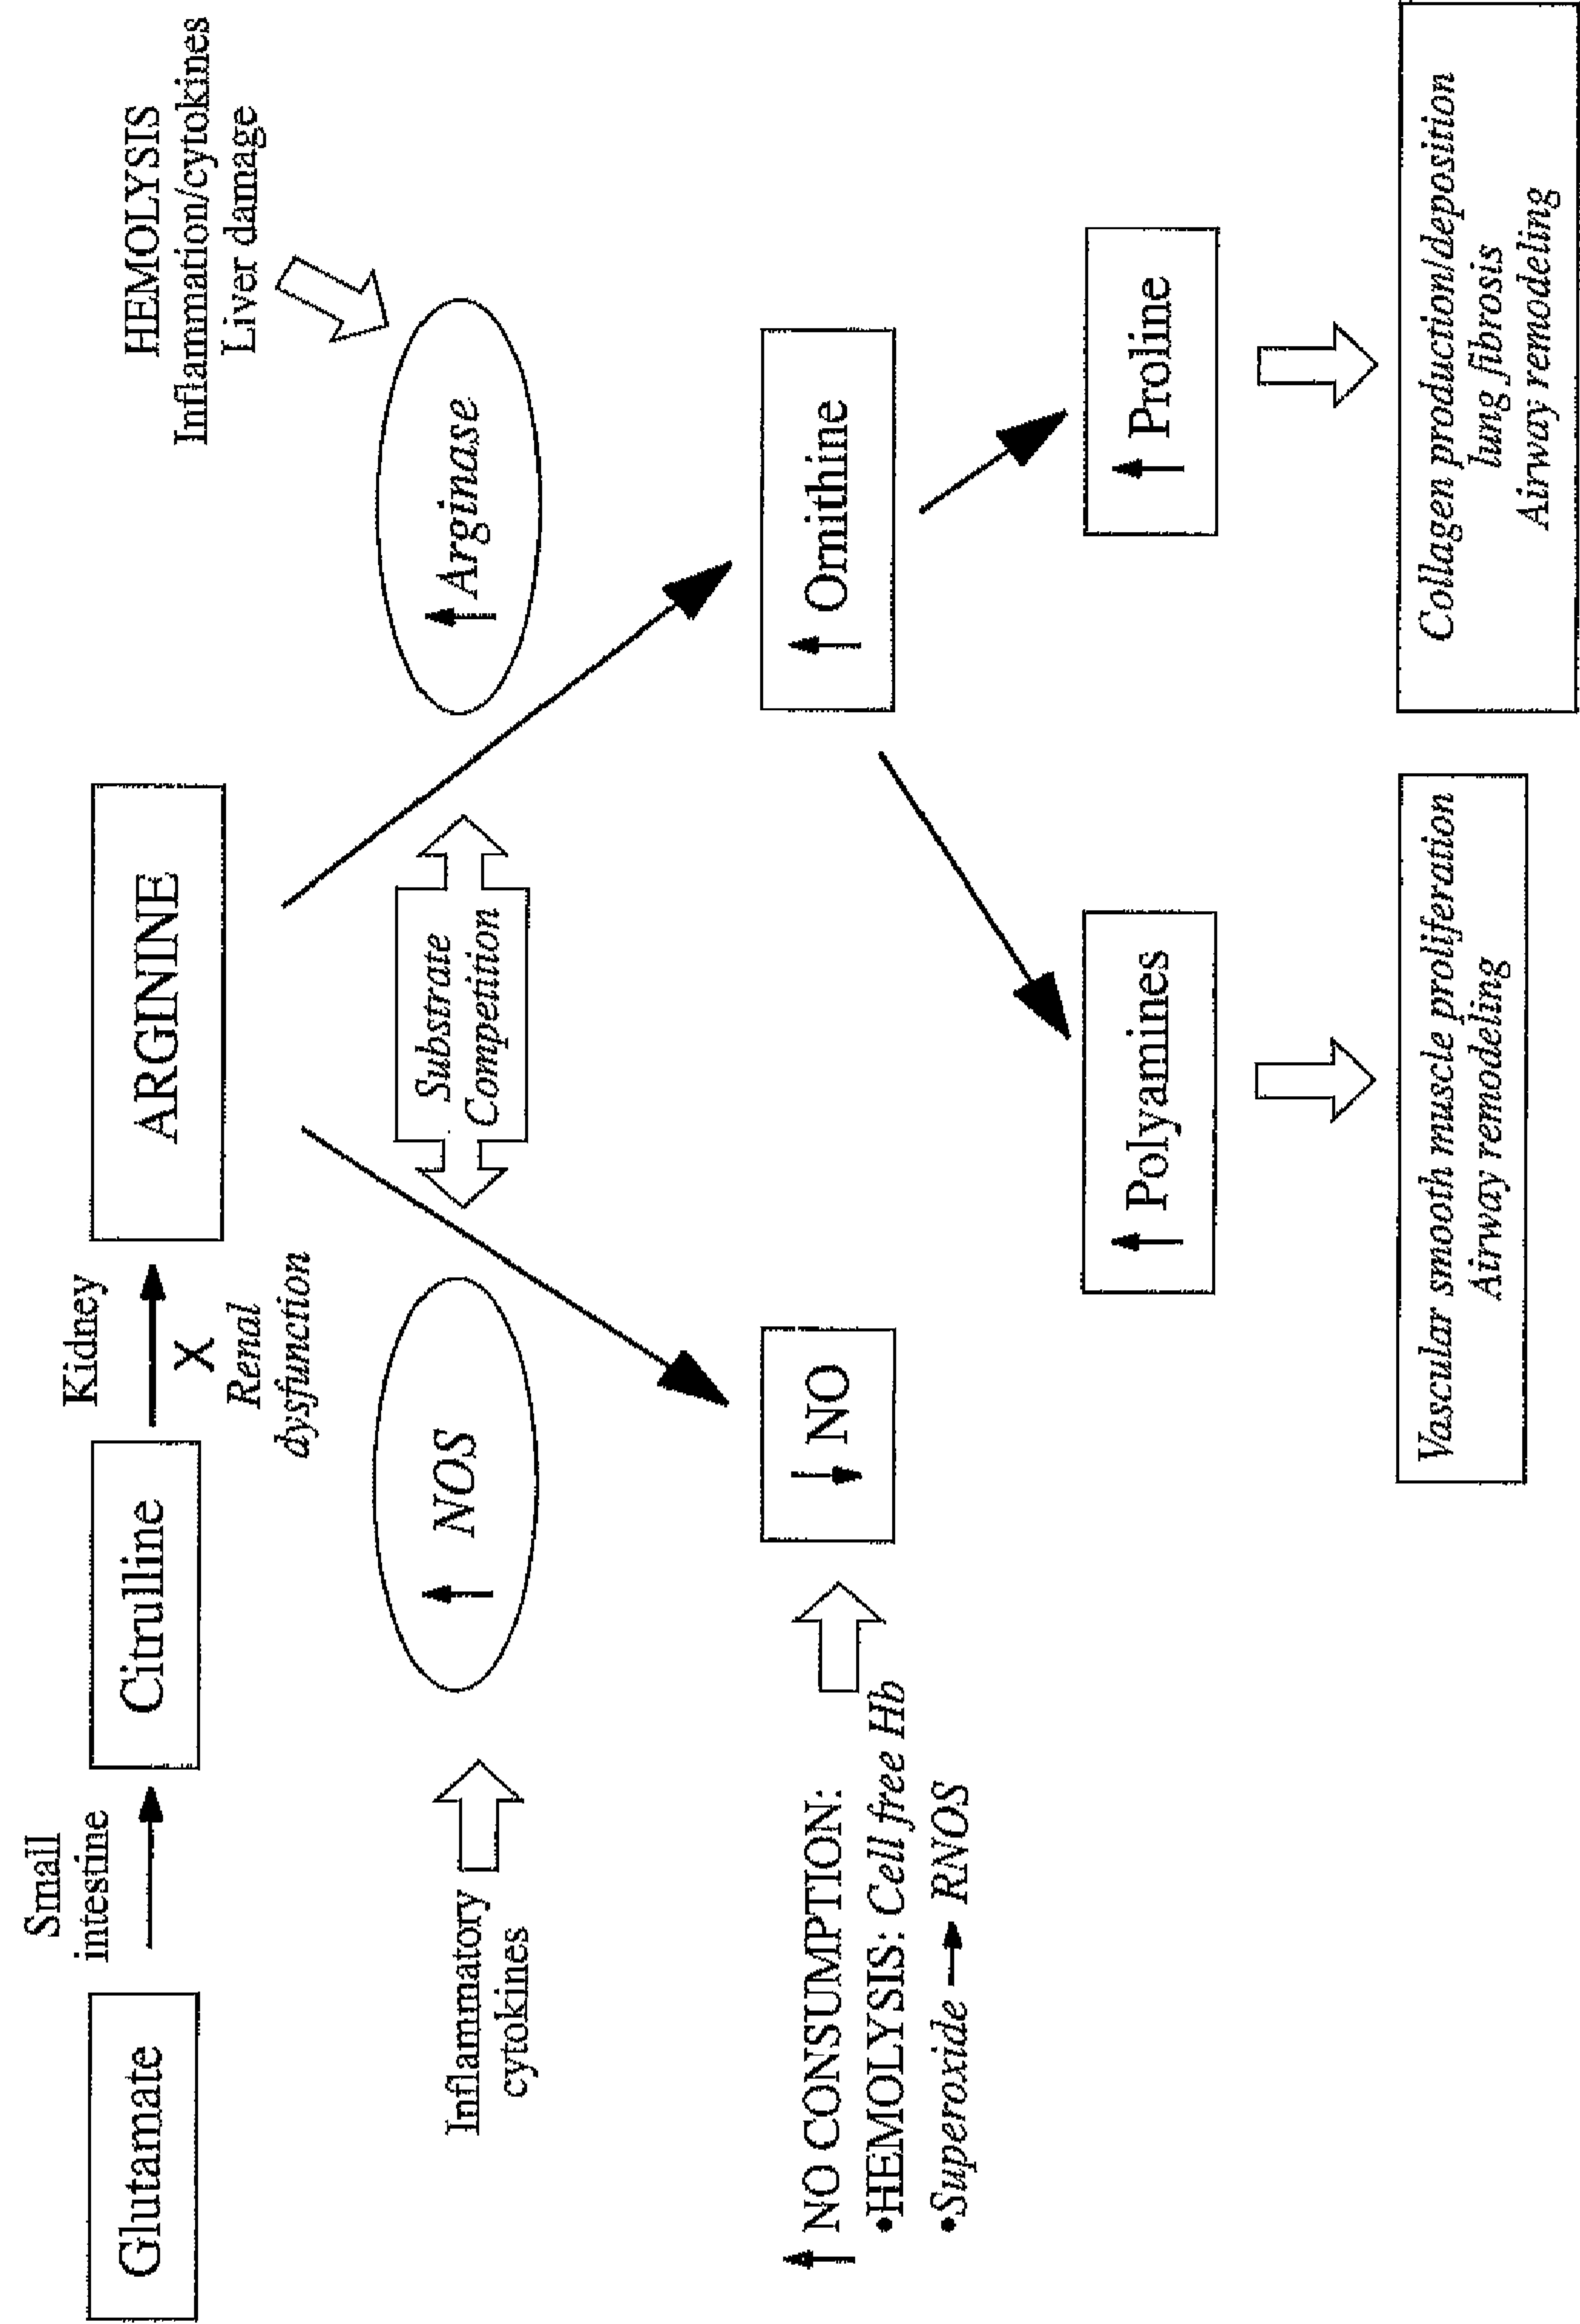 Small
intestine
Kidney
Glutamate
Citrulline
ARGININE
X
Renal
dysfunction
HEMOLYSIS
Inflammation/cytokines
Liver damage
Inflammatory
cytokines
↑ NOS
Substrate
Competition
↑ Arginase
↑ NO CONSUMPTION:
•HEMOLYSIS: Cell free Hb
•Superoxide → RNOS
↓ NO
↑ Ornithine
↑ Polyamines
↑ Proline
Vascular smooth muscle proliferation
Airway remodeling
Collagen production/deposition
lung fibrosis
Airway remodeling